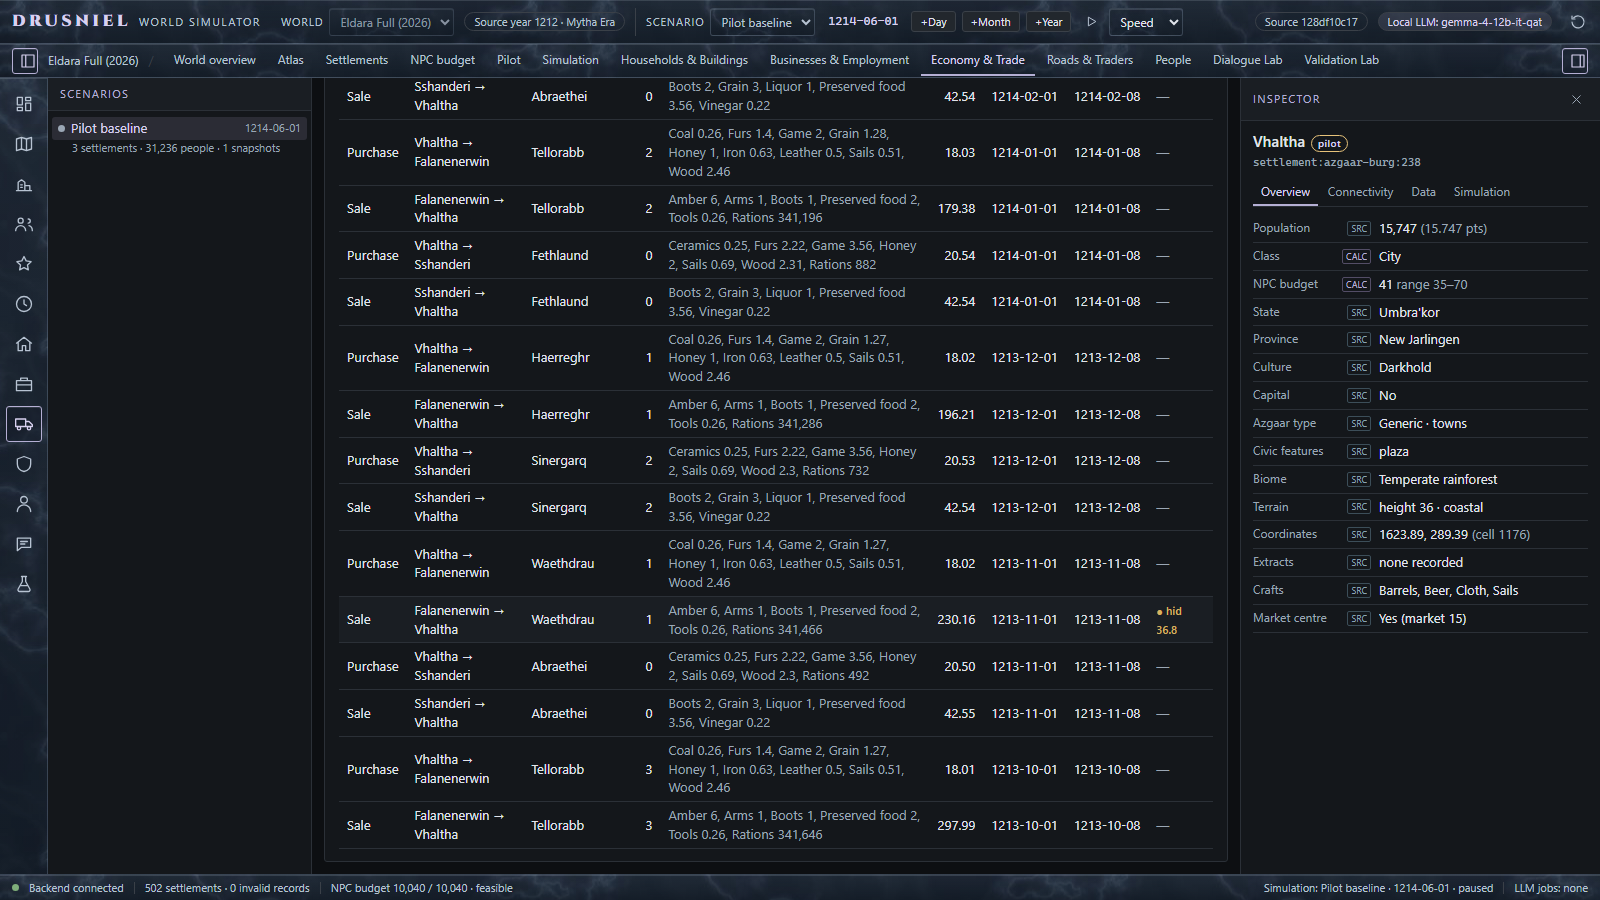 DRUSNIEL WORLD SIMULATOR WORLD Eldara Full (2026) Source year 1212 · Mytha Era SCENARIO Pilot baseline 1214-06-01 +Day +Month +Year Speed Source 128df10c17 Local LLM: gemma-4-12b-it-qat
Eldara Full (2026) / World overview Atlas Settlements NPC budget Pilot Simulation Households & Buildings Businesses & Employment Economy & Trade Roads & Traders People Dialogue Lab Validation Lab
SCENARIOS
Pilot baseline 1214-06-01
3 settlements · 31,236 people · 1 snapshots
Sale Sshanderi → Vhaltha Abraethei 0 Boots 2, Grain 3, Liquor 1, Preserved food 3.56, Vinegar 0.22 42.54 1214-02-01 1214-02-08 —
Purchase Vhaltha → Falanenerwin Tellorabb 2 Coal 0.26, Furs 1.4, Game 2, Grain 1.28, Honey 1, Iron 0.63, Leather 0.5, Sails 0.51, Wood 2.46 18.03 1214-01-01 1214-01-08 —
Sale Falanenerwin → Vhaltha Tellorabb 2 Amber 6, Arms 1, Boots 1, Preserved food 2, Tools 0.26, Rations 341,196 179.38 1214-01-01 1214-01-08 —
Purchase Vhaltha → Sshanderi Fethlaund 0 Ceramics 0.25, Furs 2.22, Game 3.56, Honey 2, Sails 0.69, Wood 2.31, Rations 882 20.54 1214-01-01 1214-01-08 —
Sale Sshanderi → Vhaltha Fethlaund 0 Boots 2, Grain 3, Liquor 1, Preserved food 3.56, Vinegar 0.22 42.54 1214-01-01 1214-01-08 —
Purchase Vhaltha → Falanenerwin Haerreghr 1 Coal 0.26, Furs 1.4, Game 2, Grain 1.27, Honey 1, Iron 0.63, Leather 0.5, Sails 0.51, Wood 2.46 18.02 1213-12-01 1213-12-08 —
Sale Falanenerwin → Vhaltha Haerreghr 1 Amber 6, Arms 1, Boots 1, Preserved food 2, Tools 0.26, Rations 341,286 196.21 1213-12-01 1213-12-08 —
Purchase Vhaltha → Sshanderi Sinergarq 2 Ceramics 0.25, Furs 2.22, Game 3.56, Honey 2, Sails 0.69, Wood 2.3, Rations 732 20.53 1213-12-01 1213-12-08 —
Sale Sshanderi → Vhaltha Sinergarq 2 Boots 2, Grain 3, Liquor 1, Preserved food 3.56, Vinegar 0.22 42.54 1213-12-01 1213-12-08 —
Purchase Vhaltha → Falanenerwin Waethdrau 1 Coal 0.26, Furs 1.4, Game 2, Grain 1.27, Honey 1, Iron 0.63, Leather 0.5, Sails 0.51, Wood 2.46 18.02 1213-11-01 1213-11-08 —
Sale Falanenerwin → Vhaltha Waethdrau 1 Amber 6, Arms 1, Boots 1, Preserved food 2, Tools 0.26, Rations 341,466 230.16 1213-11-01 1213-11-08 ● hid 36.8
Purchase Vhaltha → Sshanderi Abraethei 0 Ceramics 0.25, Furs 2.22, Game 3.56, Honey 2, Sails 0.69, Wood 2.3, Rations 492 20.50 1213-11-01 1213-11-08 —
Sale Sshanderi → Vhaltha Abraethei 0 Boots 2, Grain 3, Liquor 1, Preserved food 3.56, Vinegar 0.22 42.55 1213-11-01 1213-11-08 —
Purchase Vhaltha → Falanenerwin Tellorabb 3 Coal 0.26, Furs 1.4, Game 2, Grain 1.27, Honey 1, Iron 0.63, Leather 0.5, Sails 0.51, Wood 2.46 18.01 1213-10-01 1213-10-08 —
Sale Falanenerwin → Vhaltha Tellorabb 3 Amber 6, Arms 1, Boots 1, Preserved food 2, Tools 0.26, Rations 341,646 297.99 1213-10-01 1213-10-08 —
INSPECTOR
Vhaltha pilot
settlement:azgaar-burg:238
Overview Connectivity Data Simulation
Population SRC 15,747 (15.747 pts)
Class CALC City
NPC budget CALC 41 range 35–70
State SRC Umbra'kor
Province SRC New Jarlingen
Culture SRC Darkhold
Capital SRC No
Azgaar type SRC Generic · towns
Civic features SRC plaza
Biome SRC Temperate rainforest
Terrain SRC height 36 · coastal
Coordinates SRC 1623.89, 289.39 (cell 1176)
Extracts SRC none recorded
Crafts SRC Barrels, Beer, Cloth, Sails
Market centre SRC Yes (market 15)
Backend connected 502 settlements · 0 invalid records NPC budget 10,040 / 10,040 · feasible Simulation: Pilot baseline · 1214-06-01 · paused LLM jobs: none